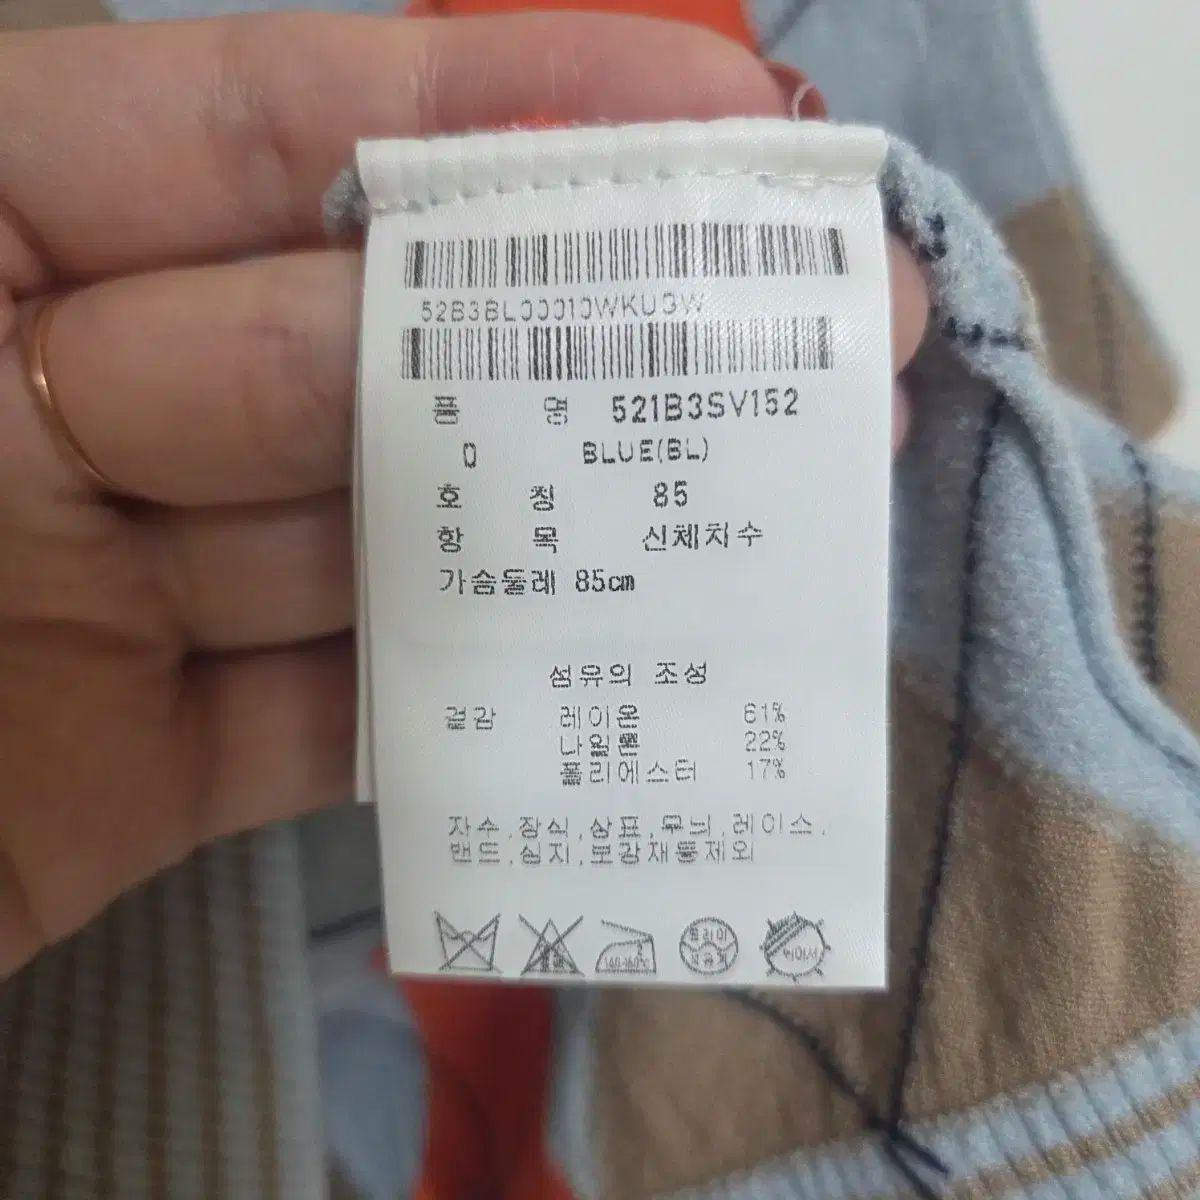 52B3BL00010WKU3W
품 명 521B3SV152
0 BLUE(BL)
호 칭 85
항 목 신체치수
가슴둘레 85cm
섬유의 조성
겉감 레이온 61%
나일론 22%
폴리에스터 17%
자수,장식,상표,무늬,레이스,
밴드,심지,보강재등제외
140-160℃